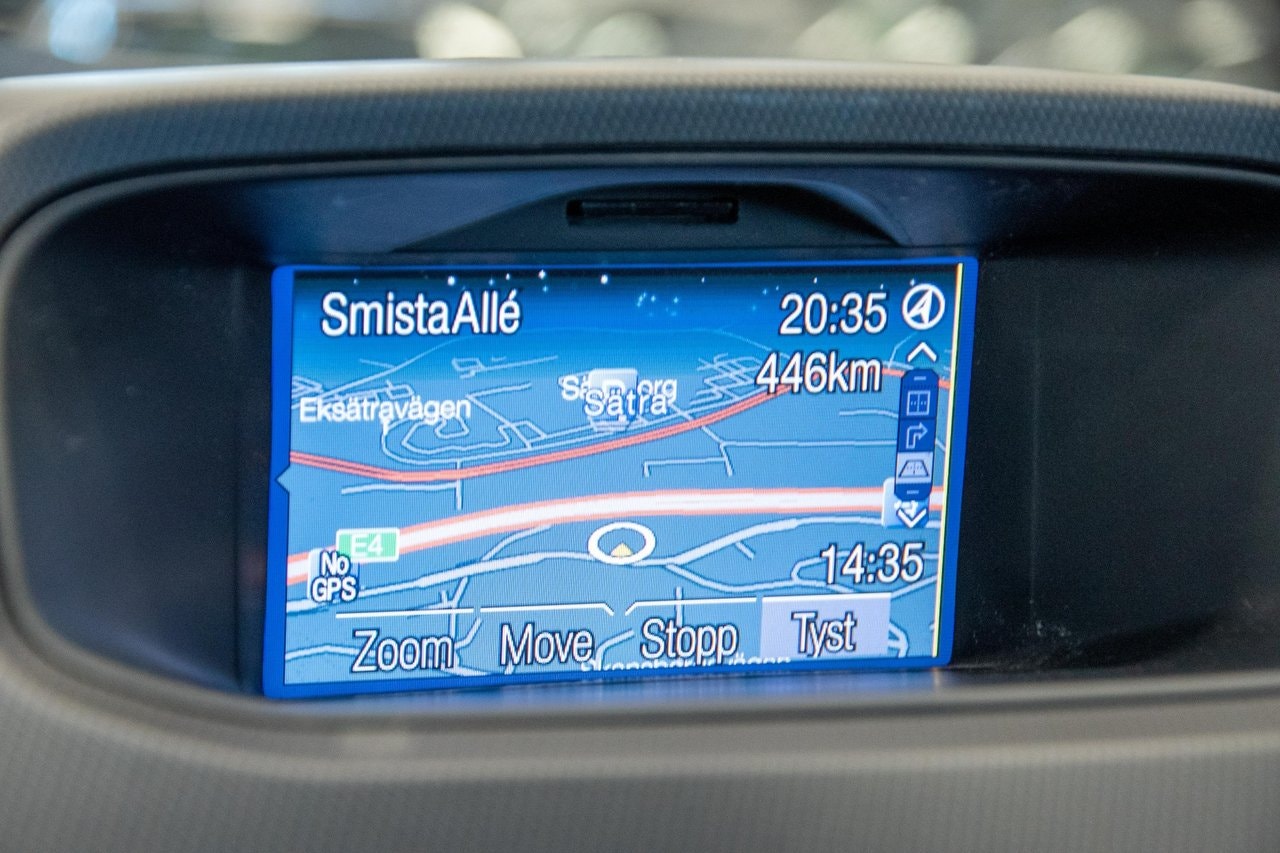 SmistaAllé
20:35
446km
Eksätravägen
Sätra
E4
No
GPS
14:35
Zoom
Move
Stopp
Tyst